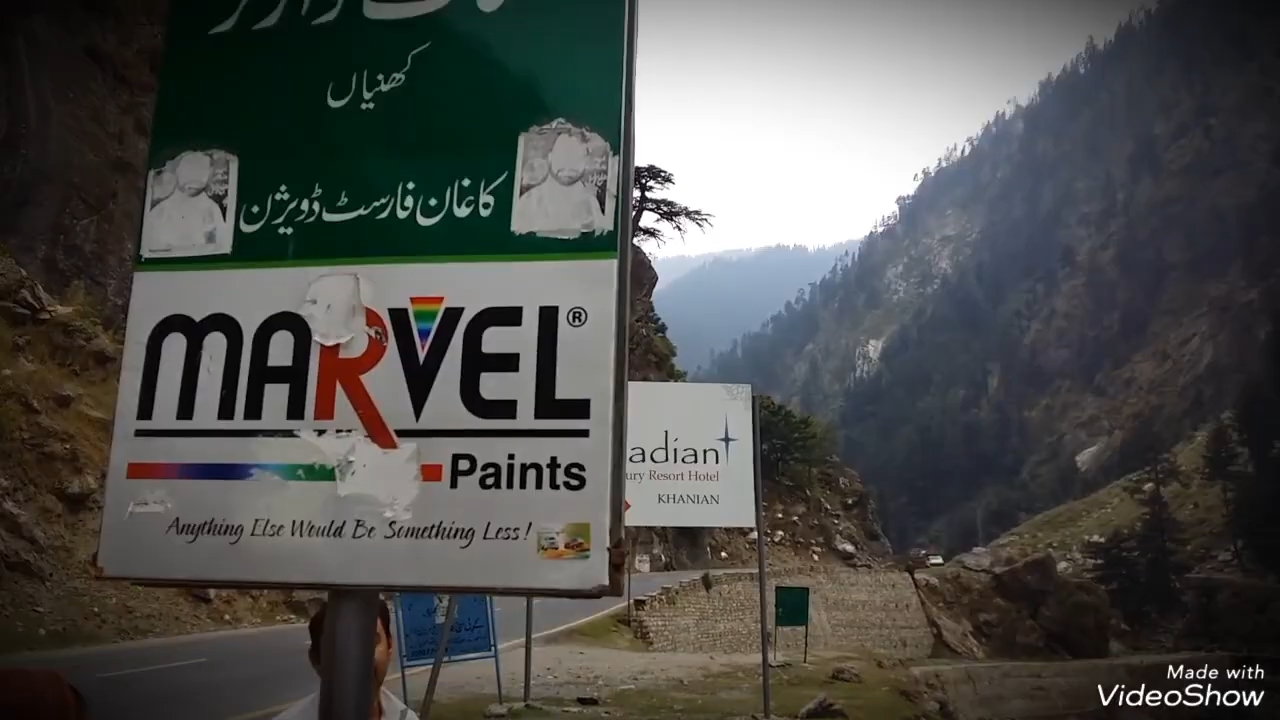 کھنیاں
کاغان فارسٹ ڈویژن
MARVEL®
Paints
Anything Else Would Be Something Less!
adian
ury Resort Hotel
KHANIAN
Made with
VideoShow